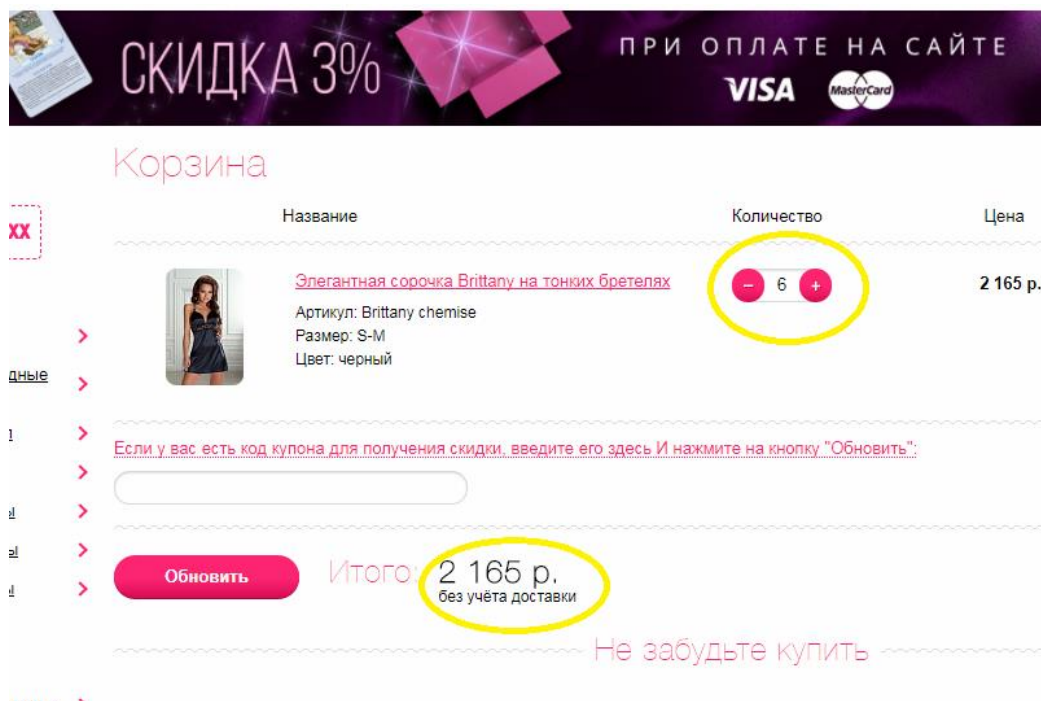 СКИДКА 3%
ПРИ ОПЛАТЕ НА САЙТЕ
VISA MasterCard
Корзина
Название Количество Цена
хх
Элегантная сорочка Brittany на тонких бретелях
− 6 +
2 165 р.
Артикул: Brittany chemise
Размер: S-M
Цвет: черный
дные
Если у вас есть код купона для получения скидки, введите его здесь И нажмите на кнопку "Обновить":
ы
ы
Обновить
Итого: 2 165 р.
без учёта доставки
Не забудьте купить